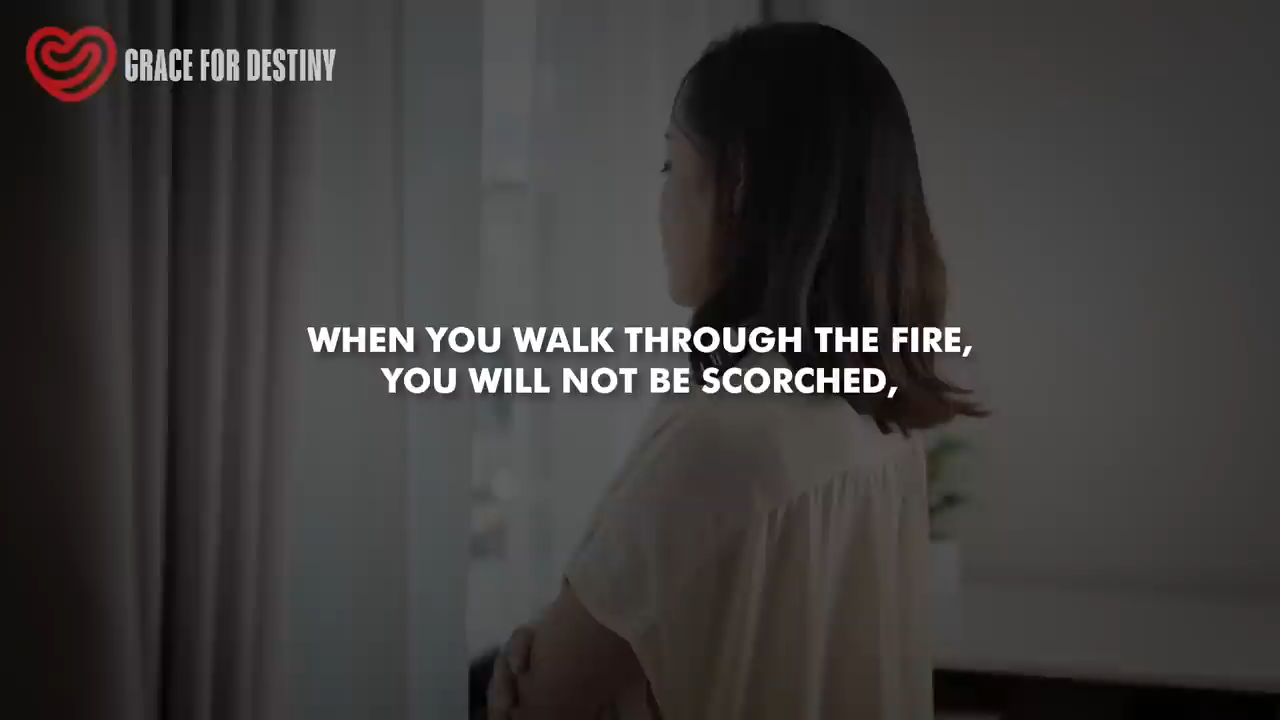 GRACE FOR DESTINY
WHEN YOU WALK THROUGH THE FIRE,
YOU WILL NOT BE SCORCHED,